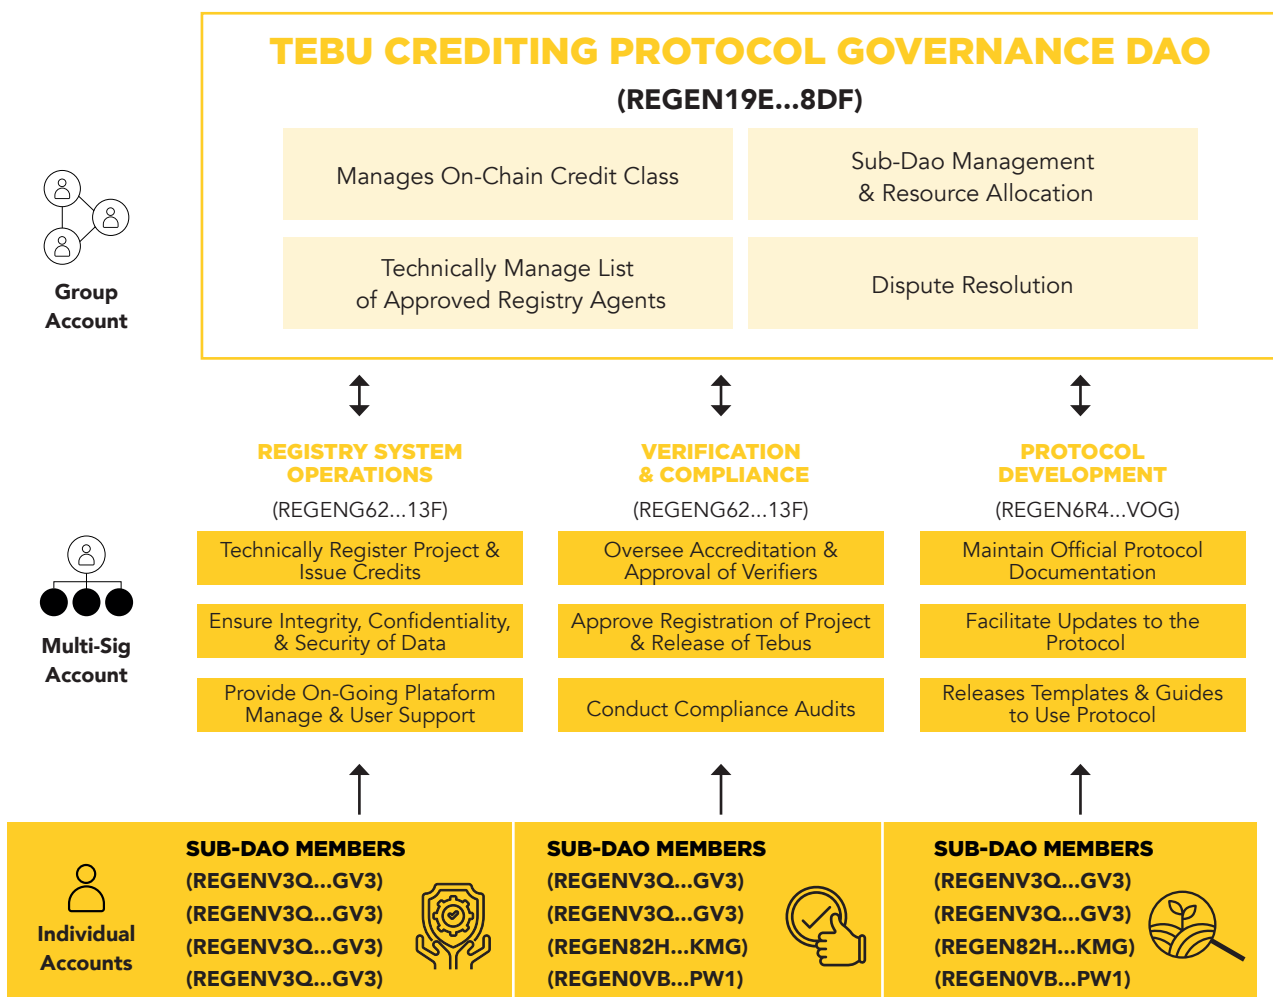 TEBU CREDITING PROTOCOL GOVERNANCE DAO
(REGEN19E...8DF)
Manages On-Chain Credit Class
Sub-Dao Management
& Resource Allocation
Technically Manage List
of Approved Registry Agents
Dispute Resolution
Group
Account
REGISTRY SYSTEM
OPERATIONS
(REGENG62...13F)
Technically Register Project &
Issue Credits
Ensure Integrity, Confidentiality,
& Security of Data
Provide On-Going Plataform
Manage & User Support
VERIFICATION
& COMPLIANCE
(REGENG62...13F)
Oversee Accreditation &
Approval of Verifiers
Approve Registration of Project
& Release of Tebus
Conduct Compliance Audits
PROTOCOL
DEVELOPMENT
(REGEN6R4...VOG)
Maintain Official Protocol
Documentation
Facilitate Updates to the
Protocol
Releases Templates & Guides
to Use Protocol
Multi-Sig
Account
Individual
Accounts
SUB-DAO MEMBERS
(REGENV3Q...GV3)
(REGENV3Q...GV3)
(REGENV3Q...GV3)
(REGENV3Q...GV3)
SUB-DAO MEMBERS
(REGENV3Q...GV3)
(REGENV3Q...GV3)
(REGEN82H...KMG)
(REGEN0VB...PW1)
SUB-DAO MEMBERS
(REGENV3Q...GV3)
(REGENV3Q...GV3)
(REGEN82H...KMG)
(REGEN0VB...PW1)